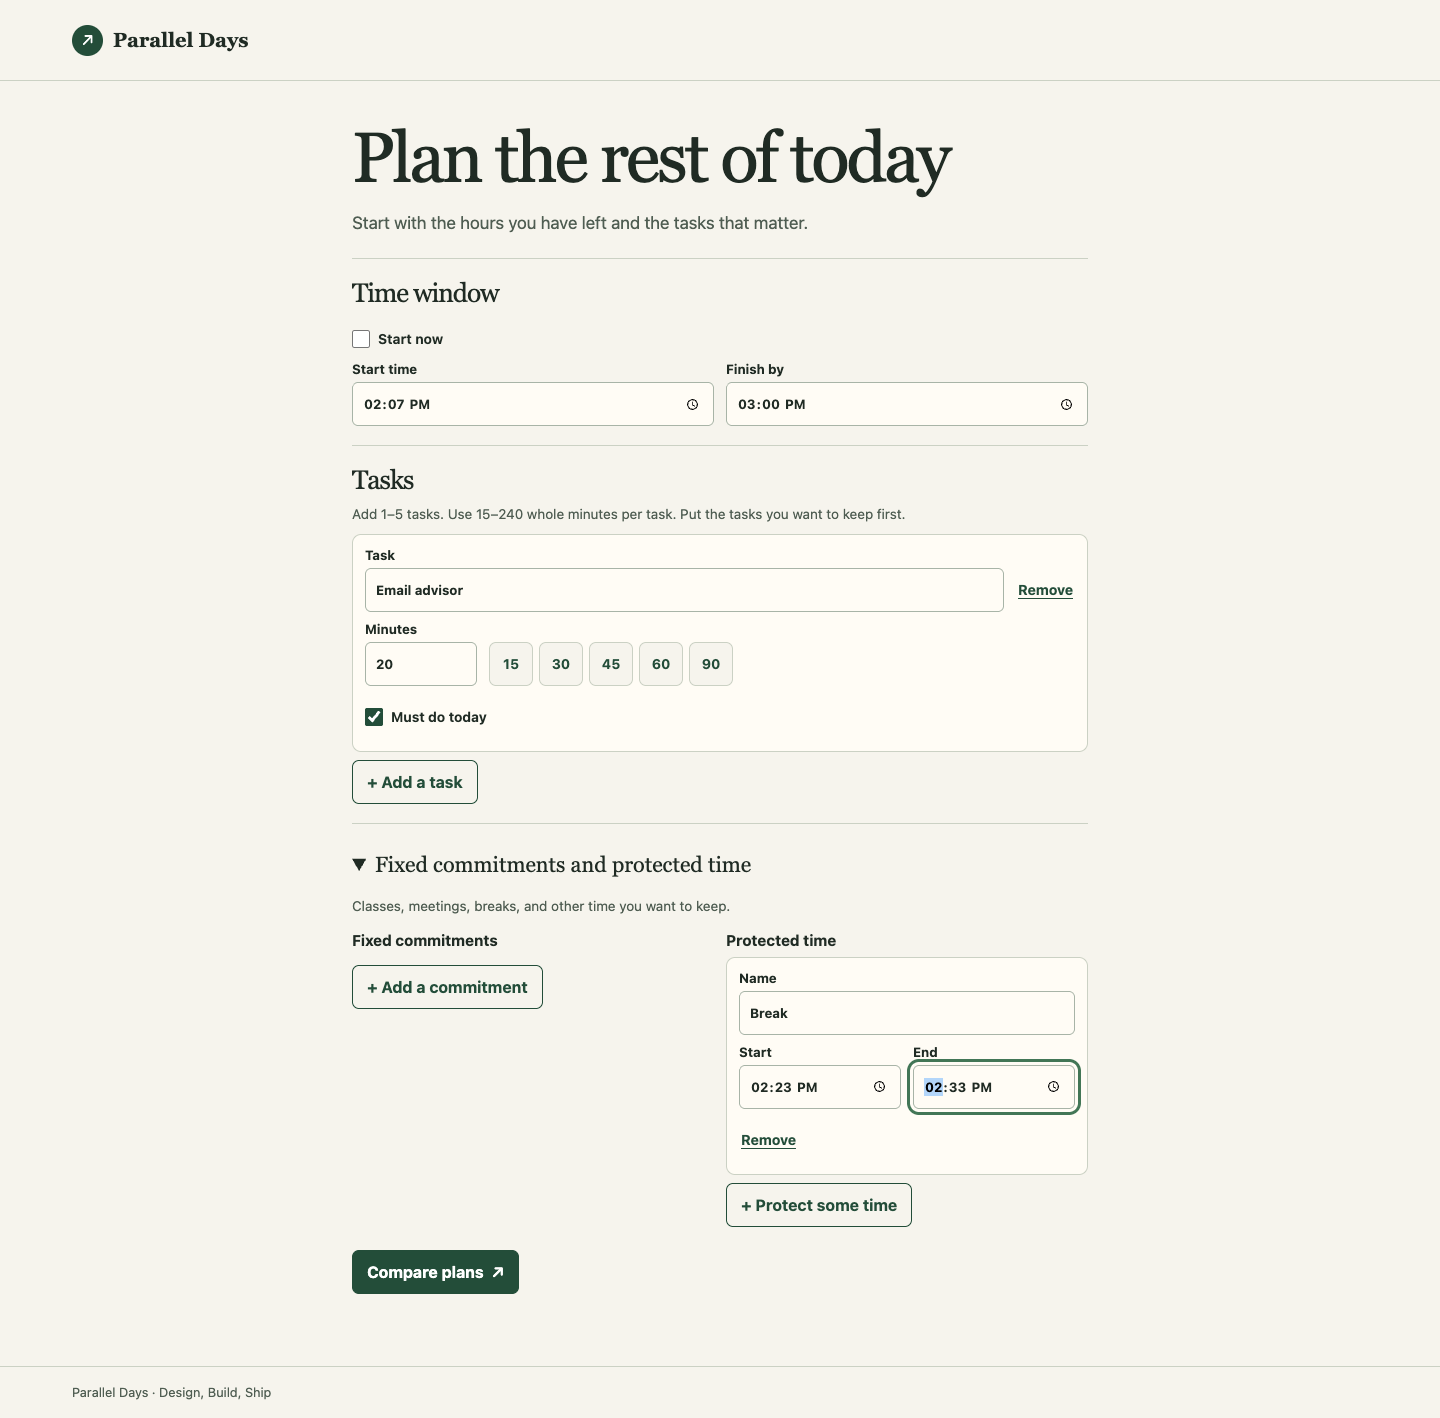 Parallel Days
Plan the rest of today
Start with the hours you have left and the tasks that matter.
Time window
Start now
Start time
Finish by
02:07 PM
03:00 PM
Tasks
Add 1–5 tasks. Use 15–240 whole minutes per task. Put the tasks you want to keep first.
Task
Email advisor
Remove
Minutes
20
15
30
45
60
90
Must do today
+ Add a task
Fixed commitments and protected time
Classes, meetings, breaks, and other time you want to keep.
Fixed commitments
+ Add a commitment
Protected time
Name
Break
Start
End
02:23 PM
02:33 PM
Remove
+ Protect some time
Compare plans
Parallel Days · Design, Build, Ship